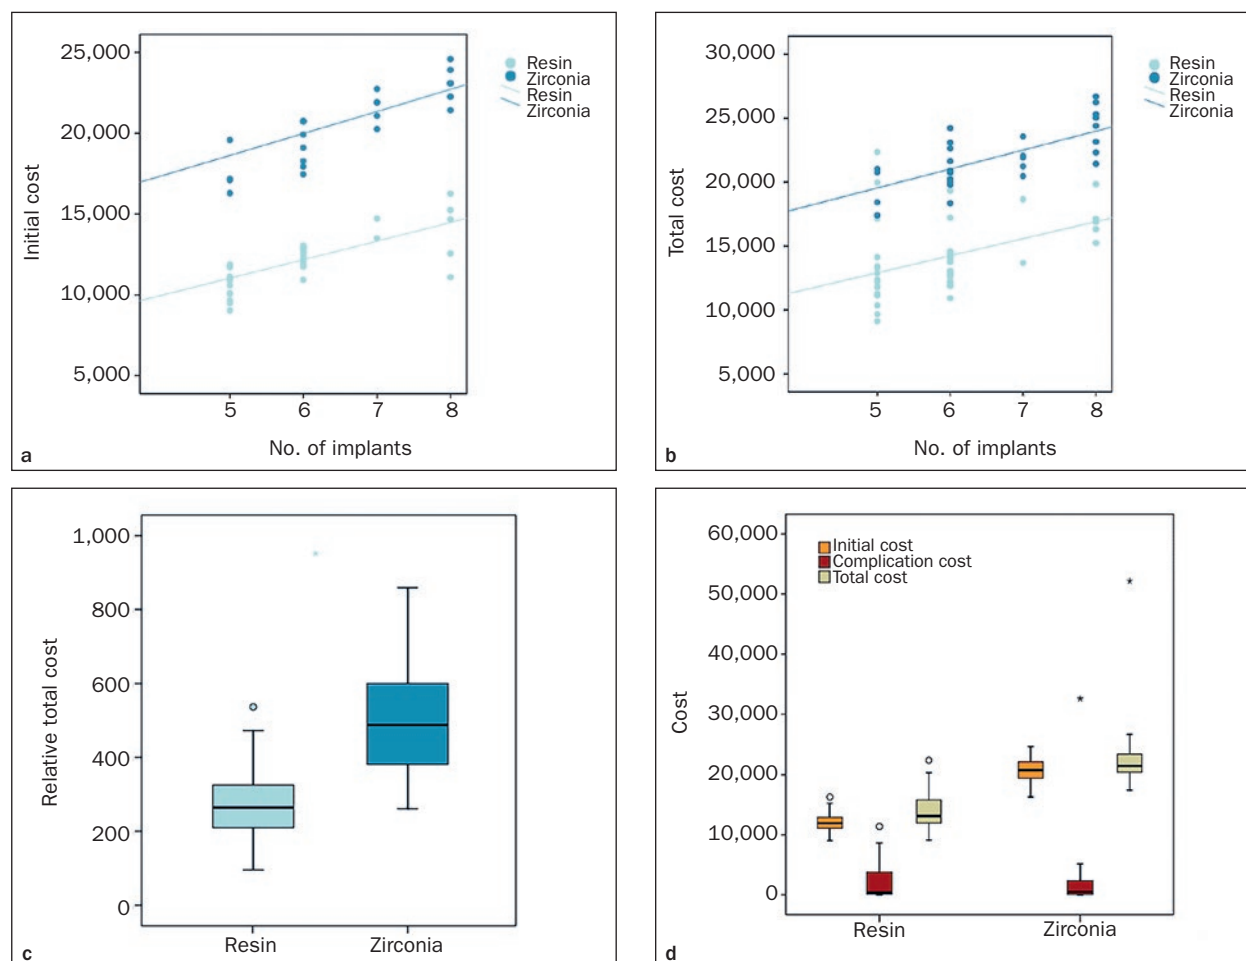 25,000
20,000
15,000
10,000
5,000
Initial cost
5 6 7 8
No. of implants
Resin
Zirconia
Resin
Zirconia
a
30,000
25,000
20,000
15,000
10,000
5,000
Total cost
5 6 7 8
No. of implants
Resin
Zirconia
Resin
Zirconia
b
1,000
800
600
400
200
0
Relative total cost
Resin Zirconia
c
60,000
50,000
40,000
30,000
20,000
10,000
0
Cost
Initial cost
Complication cost
Total cost
Resin Zirconia
d